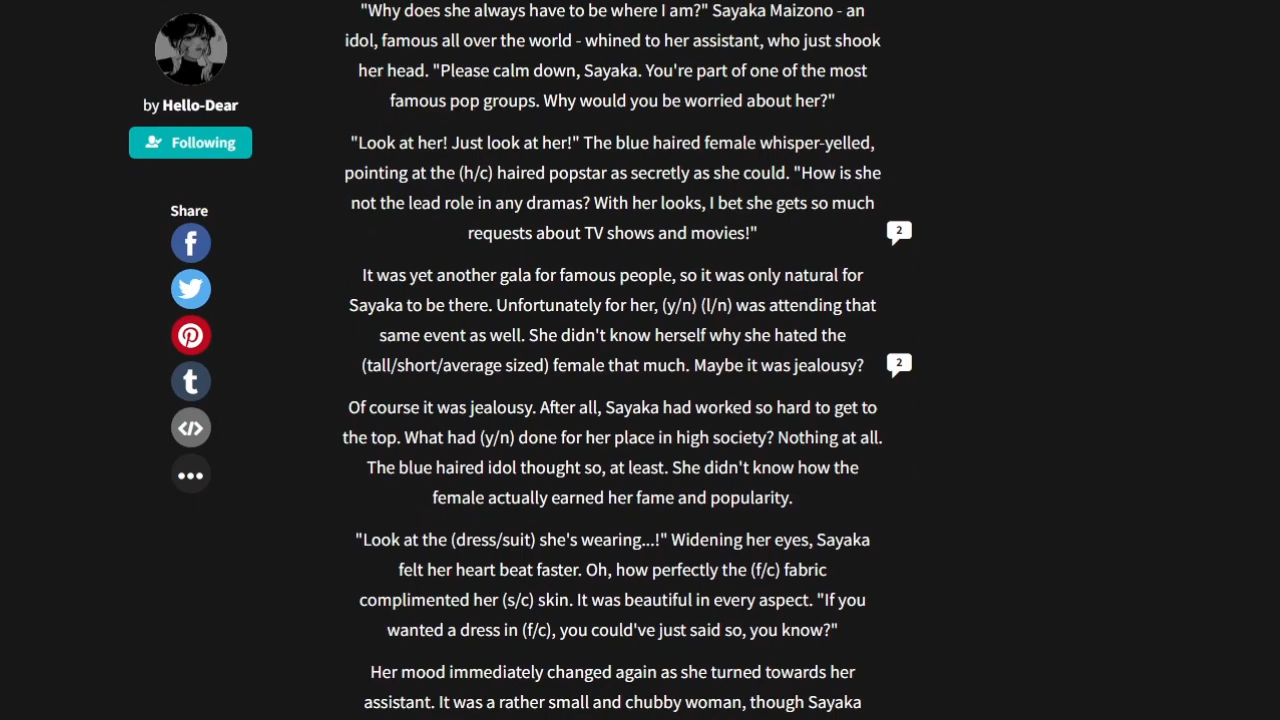 by Hello-Dear
Following
Share
"Why does she always have to be where I am?" Sayaka Maizono - an
idol, famous all over the world - whined to her assistant, who just shook
her head. "Please calm down, Sayaka. You're part of one of the most
famous pop groups. Why would you be worried about her?"
"Look at her! Just look at her!" The blue haired female whisper-yelled,
pointing at the (h/c) haired popstar as secretly as she could. "How is she
not the lead role in any dramas? With her looks, I bet she gets so much
requests about TV shows and movies!"
2
It was yet another gala for famous people, so it was only natural for
Sayaka to be there. Unfortunately for her, (y/n) (l/n) was attending that
same event as well. She didn't know herself why she hated the
(tall/short/average sized) female that much. Maybe it was jealousy?
2
Of course it was jealousy. After all, Sayaka had worked so hard to get to
the top. What had (y/n) done for her place in high society? Nothing at all.
The blue haired idol thought so, at least. She didn't know how the
female actually earned her fame and popularity.
"Look at the (dress/suit) she's wearing...!" Widening her eyes, Sayaka
felt her heart beat faster. Oh, how perfectly the (f/c) fabric
complimented her (s/c) skin. It was beautiful in every aspect. "If you
wanted a dress in (f/c), you could've just said so, you know?"
Her mood immediately changed again as she turned towards her
assistant. It was a rather small and chubby woman, though Sayaka